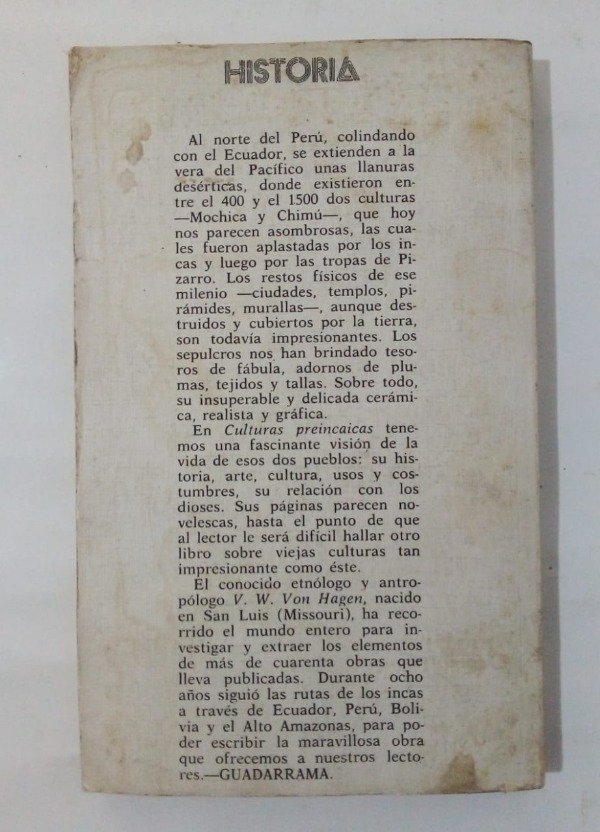 HISTORIA
Al norte del Perú, colindando
con el Ecuador, se extienden a la
vera del Pacífico unas llanuras
desérticas, donde existieron en-
tre el 400 y el 1500 dos culturas
—Mochica y Chimú—, que hoy
nos parecen asombrosas, las cua-
les fueron aplastadas por los in-
cas y luego por las tropas de Pi-
zarro. Los restos físicos de ese
milenio —ciudades, templos, pi-
rámides, murallas—, aunque des-
truidos y cubiertos por la tierra,
son todavía impresionantes. Los
sepulcros nos han brindado teso-
ros de fábula, adornos de plu-
mas, tejidos y tallas. Sobre todo,
su insuperable y delicada cerámi-
ca, realista y gráfica.
En Culturas preincaicas tene-
mos una fascinante visión de la
vida de esos dos pueblos: su his-
toria, arte, cultura, usos y cos-
tumbres, su relación con los
dioses. Sus páginas parecen no-
velescas, hasta el punto de que
al lector le será difícil hallar otro
libro sobre viejas culturas tan
impresionante como éste.
El conocido etnólogo y antro-
pólogo V. W. Von Hagen, nacido
en San Luis (Missouri), ha reco-
rrido el mundo entero para in-
vestigar y extraer los elementos
de más de cuarenta obras que
lleva publicadas. Durante ocho
años siguió las rutas de los incas
a través de Ecuador, Perú, Boli-
via y el Alto Amazonas, para po-
der escribir la maravillosa obra
que ofrecemos a nuestros lecto-
res.—GUADARRAMA.